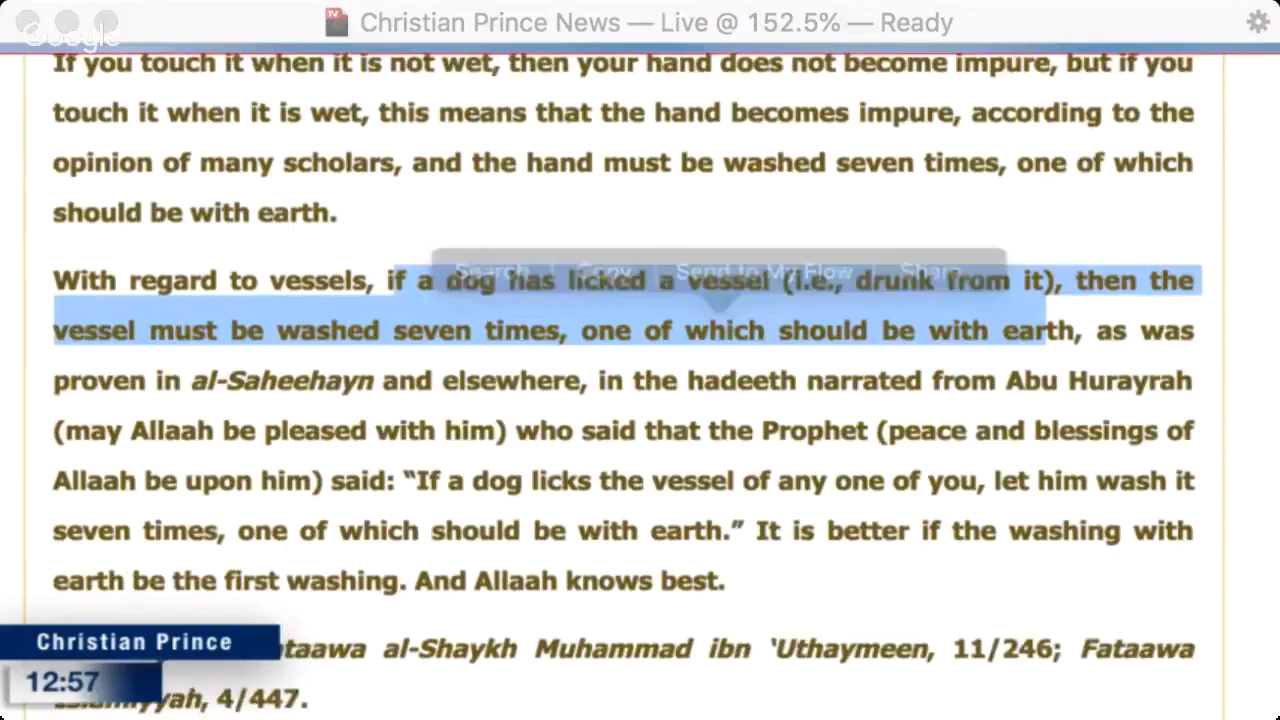 Christian Prince News — Live @ 152.5% — Ready
Google
If you touch it when it is not wet, then your hand does not become impure, but if you
touch it when it is wet, this means that the hand becomes impure, according to the
opinion of many scholars, and the hand must be washed seven times, one of which
should be with earth.
Search Copy Send to My Flow Share
With regard to vessels, if a dog has licked a vessel (i.e., drunk from it), then the
vessel must be washed seven times, one of which should be with earth, as was
proven in al-Saheehayn and elsewhere, in the hadeeth narrated from Abu Hurayrah
(may Allaah be pleased with him) who said that the Prophet (peace and blessings of
Allaah be upon him) said: “If a dog licks the vessel of any one of you, let him wash it
seven times, one of which should be with earth.” It is better if the washing with
earth be the first washing. And Allaah knows best.
al-Shaykh Muhammad ibn ‘Uthaymeen, 11/246; Fataawa
4/447.
Christian Prince
12:57